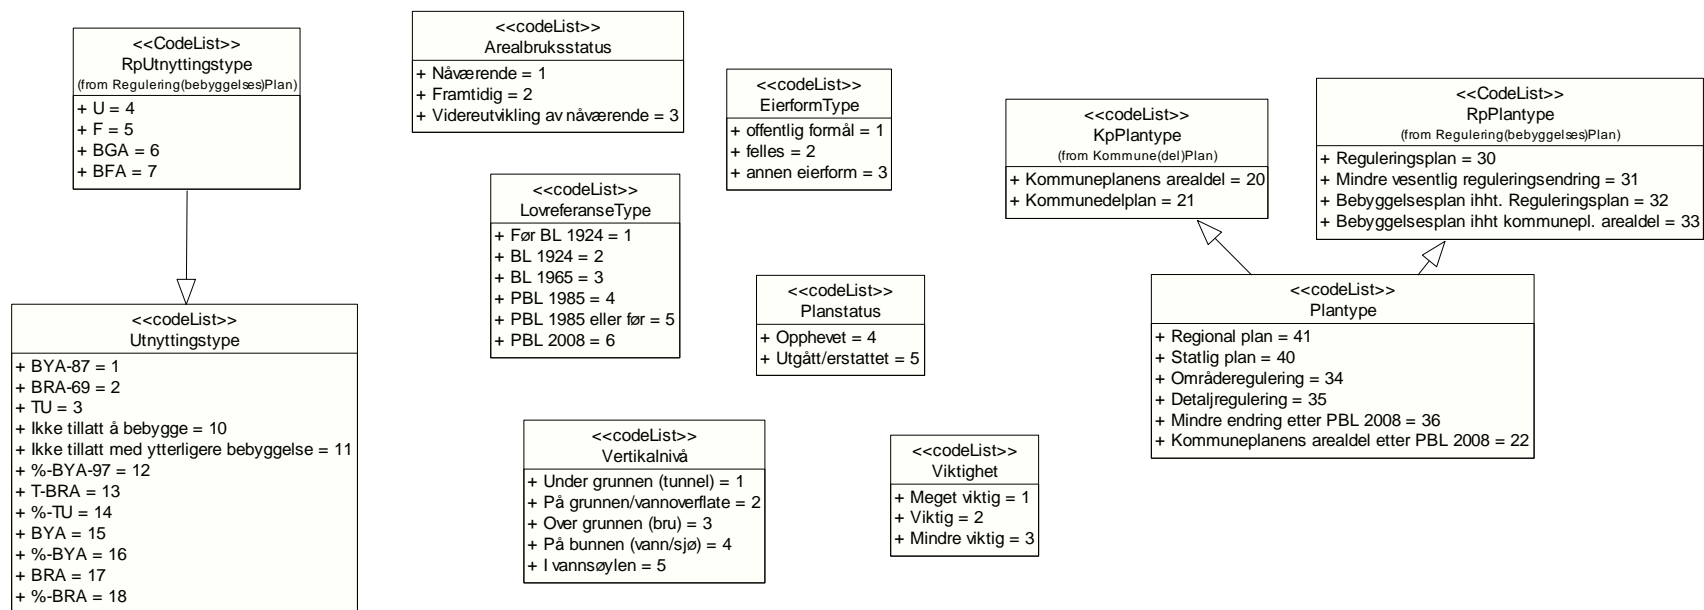 <<CodeList>>
RpUtnyttingstype
(from Regulering(bebyggelses)Plan)
+ U = 4
+ F = 5
+ BGA = 6
+ BFA = 7
<<codeList>>
Utnyttingstype
+ BYA-87 = 1
+ BRA-69 = 2
+ TU = 3
+ Ikke tillatt å bebygge = 10
+ Ikke tillatt med ytterligere bebyggelse = 11
+ %-BYA-97 = 12
+ T-BRA = 13
+ %-TU = 14
+ BYA = 15
+ %-BYA = 16
+ BRA = 17
+ %-BRA = 18
<<codeList>>
Arealbruksstatus
+ Nåværende = 1
+ Framtidig = 2
+ Videreutvikling av nåværende = 3
<<codeList>>
LovreferanseType
+ Før BL 1924 = 1
+ BL 1924 = 2
+ BL 1965 = 3
+ PBL 1985 = 4
+ PBL 1985 eller før = 5
+ PBL 2008 = 6
<<codeList>>
Vertikalnivå
+ Under grunnen (tunnel) = 1
+ På grunnen/vannoverflate = 2
+ Over grunnen (bru) = 3
+ På bunnen (vann/sjø) = 4
+ I vannsøylen = 5
<<codeList>>
EierformType
+ offentlig formål = 1
+ felles = 2
+ annen eierform = 3
<<codeList>>
Planstatus
+ Opphevet = 4
+ Utgått/erstattet = 5
<<codeList>>
Viktighet
+ Meget viktig = 1
+ Viktig = 2
+ Mindre viktig = 3
<<codeList>>
KpPlantype
(from Kommune(del)Plan)
+ Kommuneplanens arealdel = 20
+ Kommunedelplan = 21
<<CodeList>>
RpPlantype
(from Regulering(bebyggelses)Plan)
+ Reguleringsplan = 30
+ Mindre vesentlig reguleringsendring = 31
+ Bebyggelsesplan ihht. Reguleringsplan = 32
+ Bebyggelsesplan ihht kommunepl. arealdel = 33
<<codeList>>
Plantype
+ Regional plan = 41
+ Statlig plan = 40
+ Områderegulering = 34
+ Detaljregulering = 35
+ Mindre endring etter PBL 2008 = 36
+ Kommuneplanens arealdel etter PBL 2008 = 22